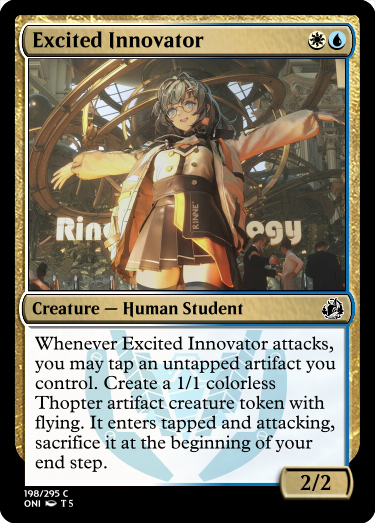 Excited Innovator
RINNE
Creature — Human Student
Whenever Excited Innovator attacks,
you may tap an untapped artifact you
control. Create a 1/1 colorless
Thopter artifact creature token with
flying. It enters tapped and attacking,
sacrifice it at the beginning of your
end step.
2/2
198/295 C
ONI T S